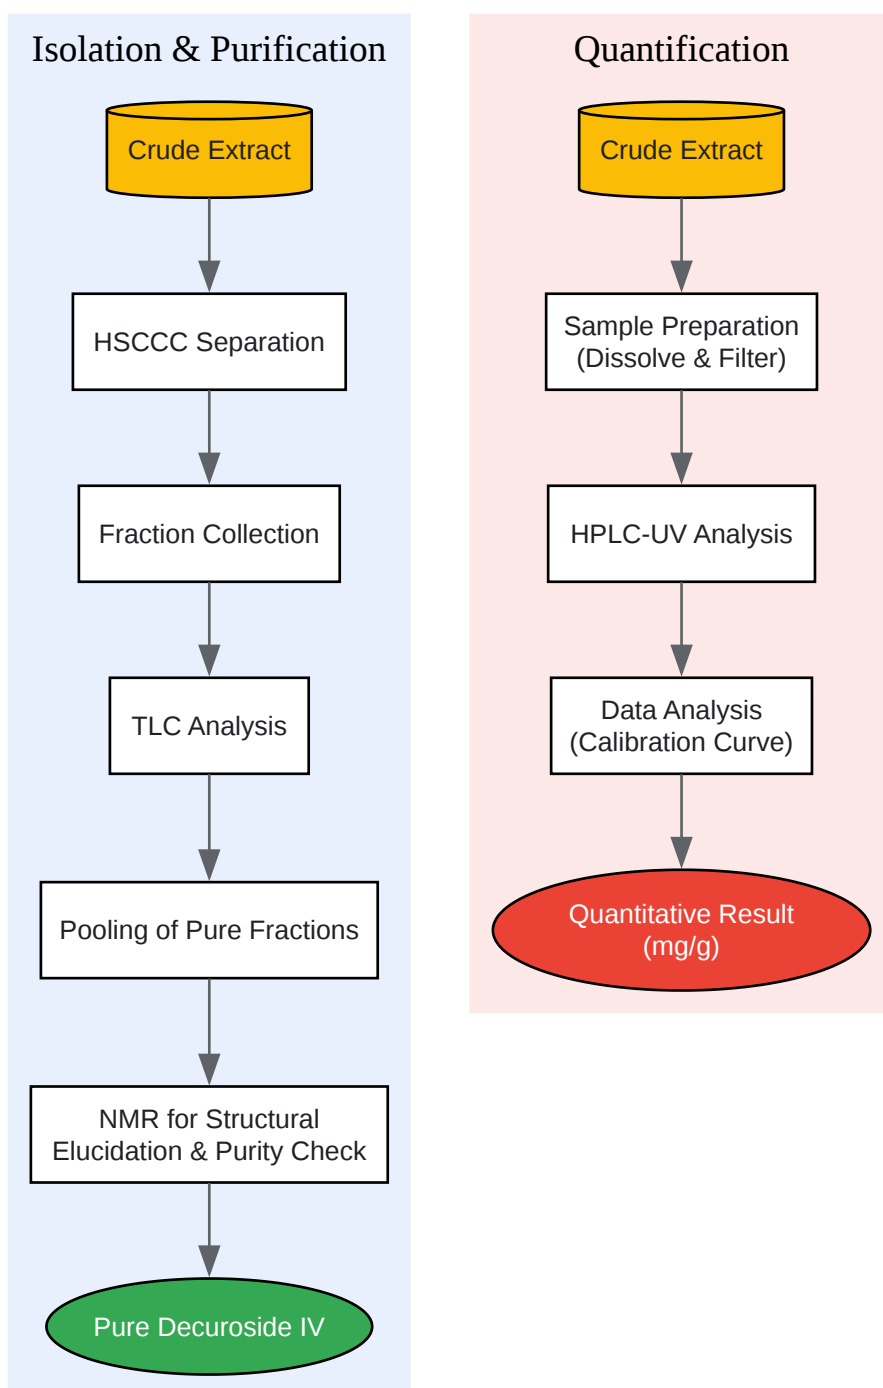 Isolation & Purification
Crude Extract
HSCCC Separation
Fraction Collection
TLC Analysis
Pooling of Pure Fractions
NMR for Structural
Elucidation & Purity Check
Pure Decuroside IV
Quantification
Crude Extract
Sample Preparation
(Dissolve & Filter)
HPLC-UV Analysis
Data Analysis
(Calibration Curve)
Quantitative Result
(mg/g)